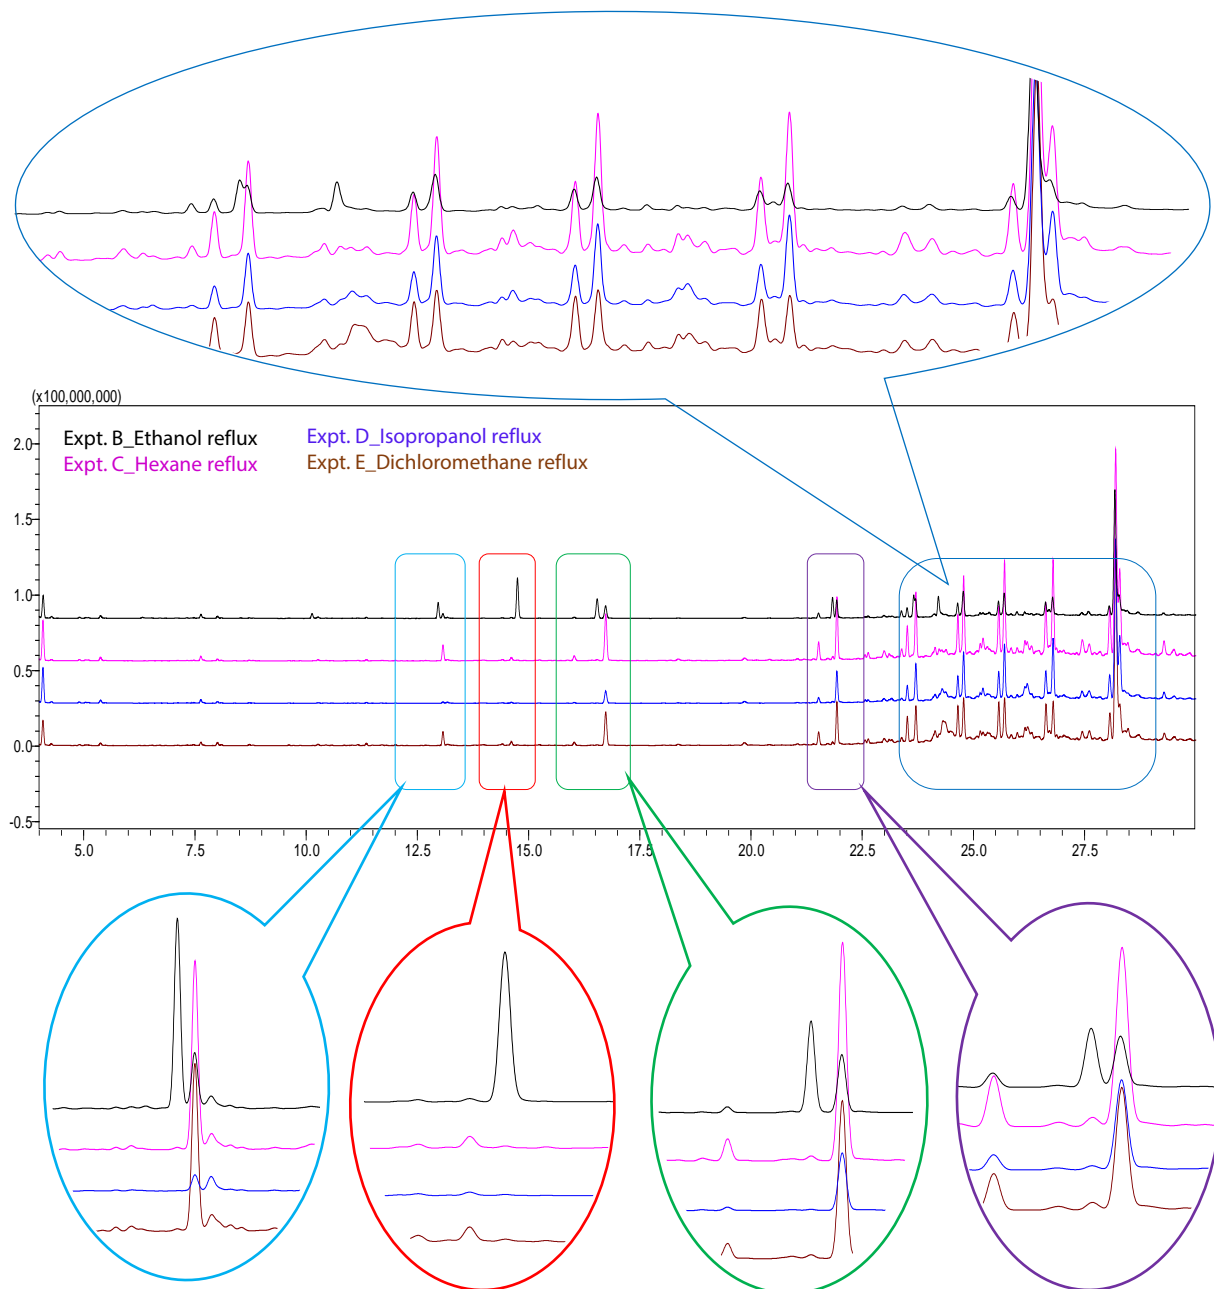 (x100,000,000)
Expt. B_Ethanol reflux
Expt. D_Isopropanol reflux
Expt. C_Hexane reflux
Expt. E_Dichloromethane reflux
2.0
1.5
1.0
0.5
0.0
-0.5
5.0 7.5 10.0 12.5 15.0 17.5 20.0 22.5 25.0 27.5